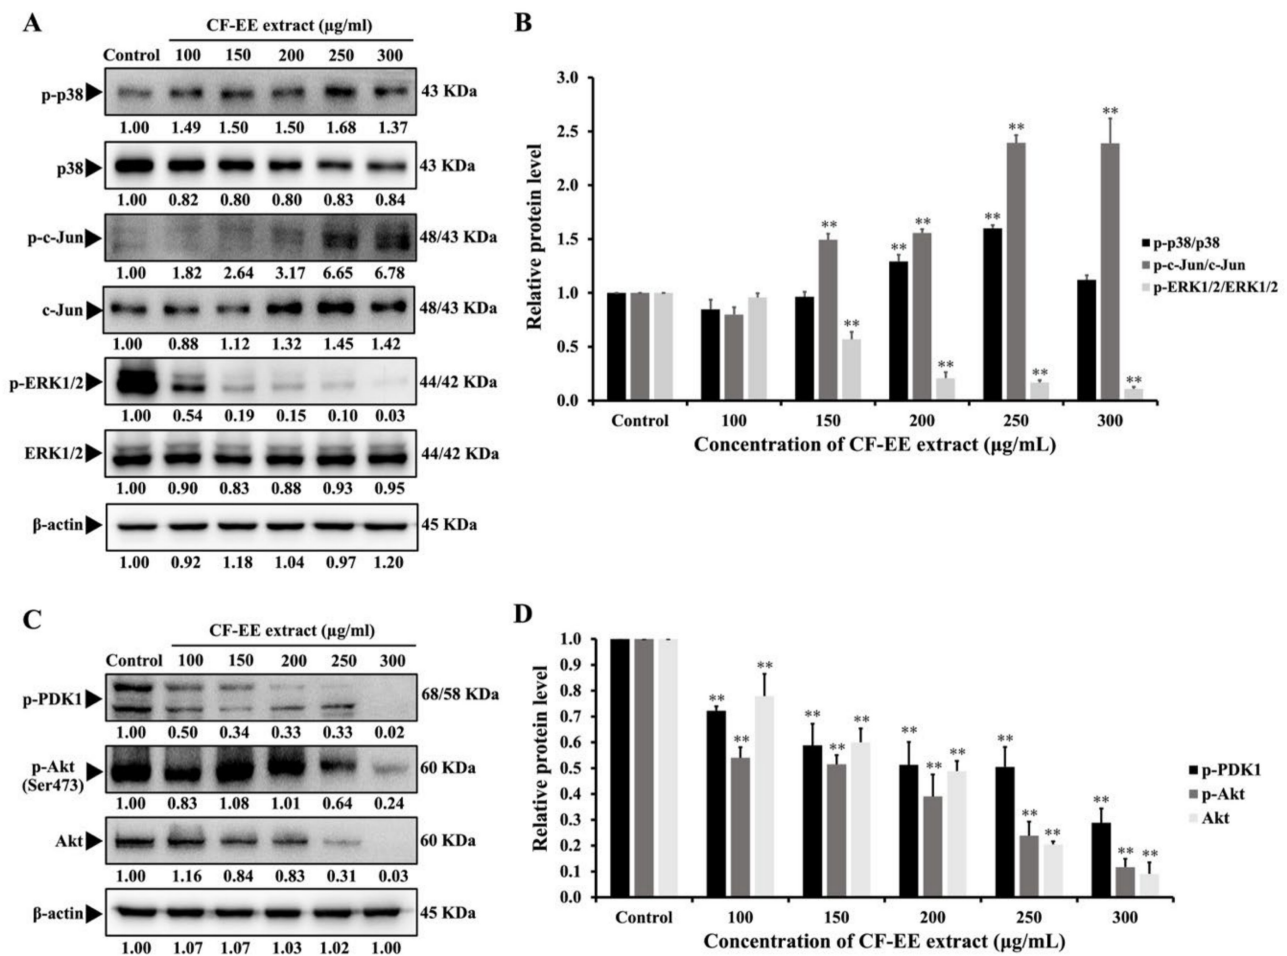 A
CF-EE extract (µg/ml)
Control 100 150 200 250 300
p-p38 43 KDa
1.00 1.49 1.50 1.50 1.68 1.37
p38 43 KDa
1.00 0.82 0.80 0.80 0.83 0.84
p-c-Jun 48/43 KDa
1.00 1.82 2.64 3.17 6.65 6.78
c-Jun 48/43 KDa
1.00 0.88 1.12 1.32 1.45 1.42
p-ERK1/2 44/42 KDa
1.00 0.54 0.19 0.15 0.10 0.03
ERK1/2 44/42 KDa
1.00 0.90 0.83 0.88 0.93 0.95
β-actin 45 KDa
1.00 0.92 1.18 1.04 0.97 1.20
B
Relative protein level
3.0
2.5
2.0
1.5
1.0
0.5
0.0
** **
** ** **
** ** ** ** **
p-p38/p38
p-c-Jun/c-Jun
p-ERK1/2/ERK1/2
Control 100 150 200 250 300
Concentration of CF-EE extract (µg/mL)
C
CF-EE extract (µg/ml)
Control 100 150 200 250 300
p-PDK1 68/58 KDa
1.00 0.50 0.34 0.33 0.33 0.02
p-Akt
(Ser473) 60 KDa
1.00 0.83 1.08 1.01 0.64 0.24
Akt 60 KDa
1.00 1.16 0.84 0.83 0.31 0.03
β-actin 45 KDa
1.00 1.07 1.07 1.03 1.02 1.00
D
Relative protein level
1.0
0.9
0.8
0.7
0.6
0.5
0.4
0.3
0.2
0.1
0.0
** ** **
** ** **
** ** **
** ** **
** ** **
p-PDK1
p-Akt
Akt
Control 100 150 200 250 300
Concentration of CF-EE extract (µg/mL)